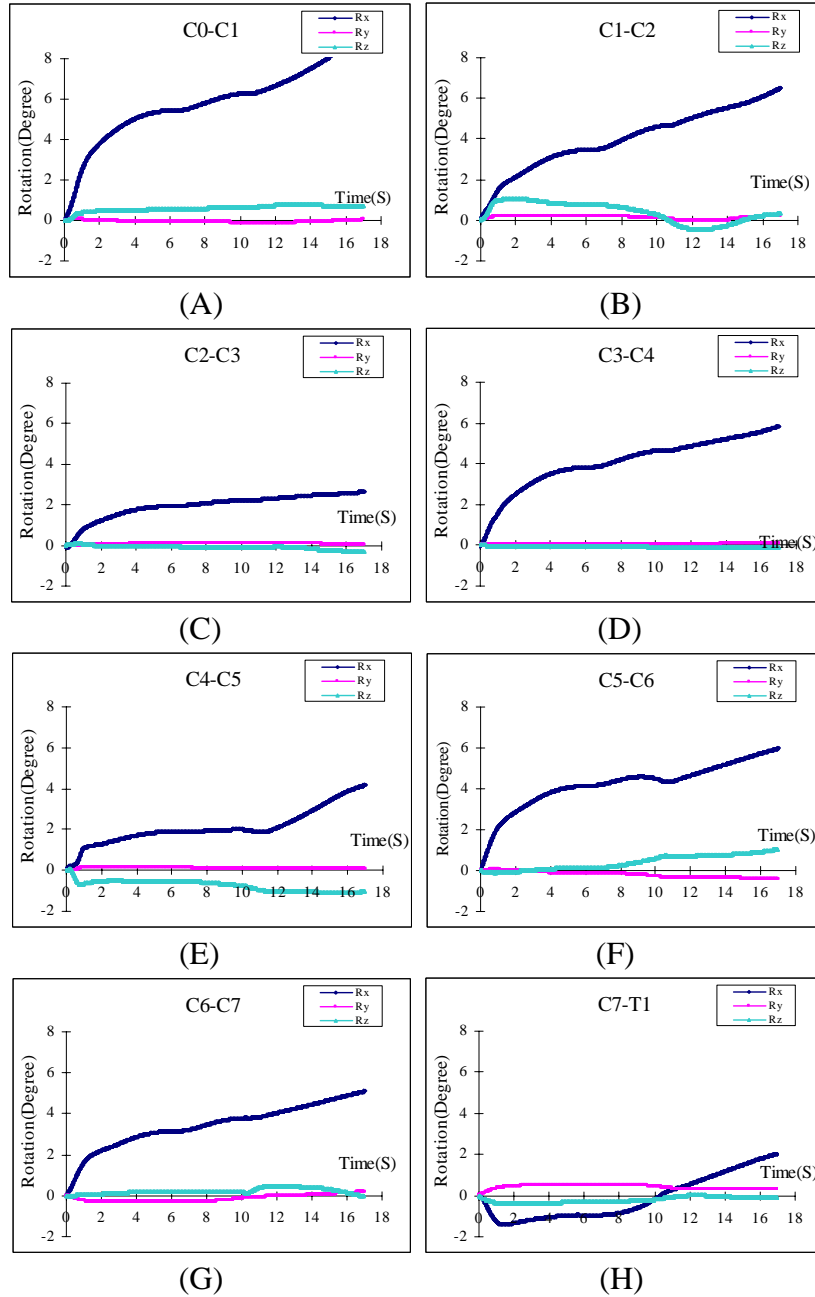 C0-C1
Rx
Ry
Rz
Rotation(Degree)
8
6
4
2
0
-2
Time(S)
0 2 4 6 8 10 12 14 16 18
(A)
C1-C2
Rx
Ry
Rz
Rotation(Degree)
8
6
4
2
0
-2
Time(S)
0 2 4 6 8 10 12 14 16 18
(B)
C2-C3
Rx
Ry
Rz
Rotation(Degree)
8
6
4
2
0
-2
Time(S)
0 2 4 6 8 10 12 14 16 18
(C)
C3-C4
Rx
Ry
Rz
Rotation(Degree)
8
6
4
2
0
-2
Time(S)
0 2 4 6 8 10 12 14 16 18
(D)
C4-C5
Rx
Ry
Rz
Rotation(Degree)
8
6
4
2
0
-2
Time(S)
0 2 4 6 8 10 12 14 16 18
(E)
C5-C6
Rx
Ry
Rz
Rotation(Degree)
8
6
4
2
0
-2
Time(S)
0 2 4 6 8 10 12 14 16 18
(F)
C6-C7
Rx
Ry
Rz
Rotation(Degree)
8
6
4
2
0
-2
Time(S)
0 2 4 6 8 10 12 14 16 18
(G)
C7-T1
Rx
Ry
Rz
Rotation(Degree)
8
6
4
2
0
-2
Time(S)
0 2 4 6 8 10 12 14 16 18
(H)